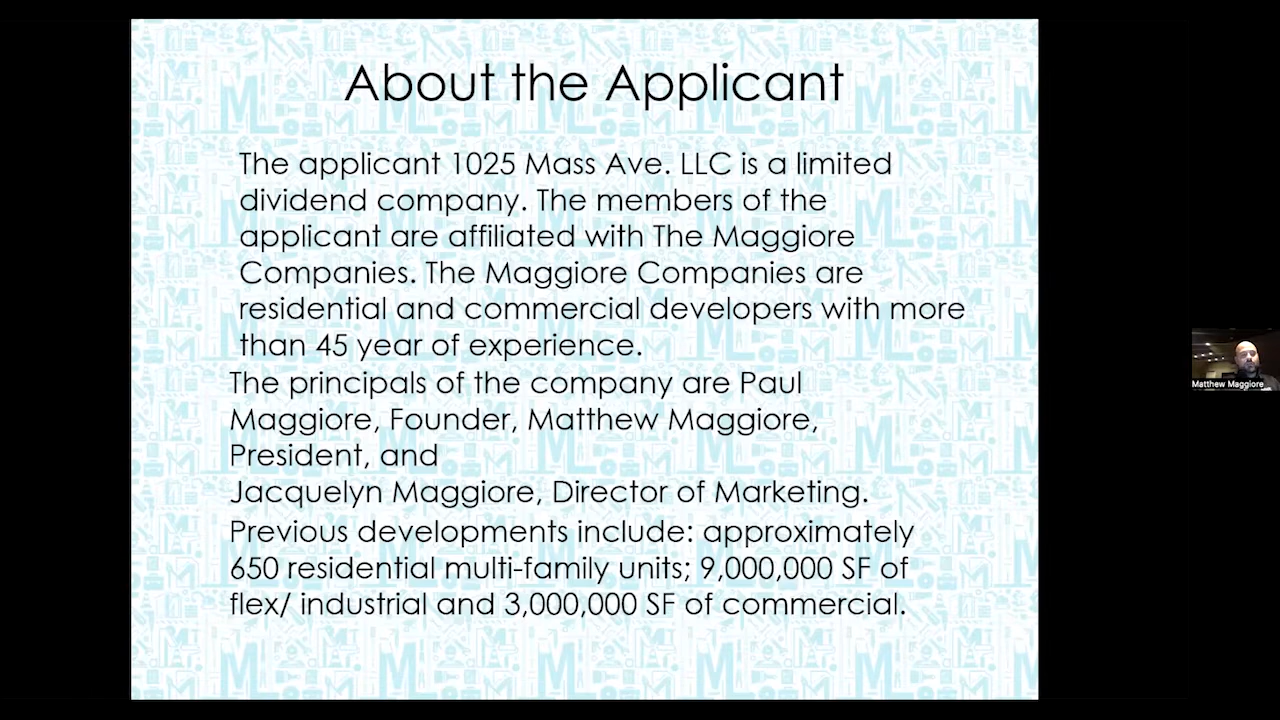 About the Applicant
The applicant 1025 Mass Ave. LLC is a limited
dividend company. The members of the
applicant are affiliated with The Maggiore
Companies. The Maggiore Companies are
residential and commercial developers with more
than 45 year of experience.
The principals of the company are Paul
Maggiore, Founder, Matthew Maggiore,
President, and
Jacquelyn Maggiore, Director of Marketing.
Previous developments include: approximately
650 residential multi-family units; 9,000,000 SF of
flex/ industrial and 3,000,000 SF of commercial.
Matthew Maggiore